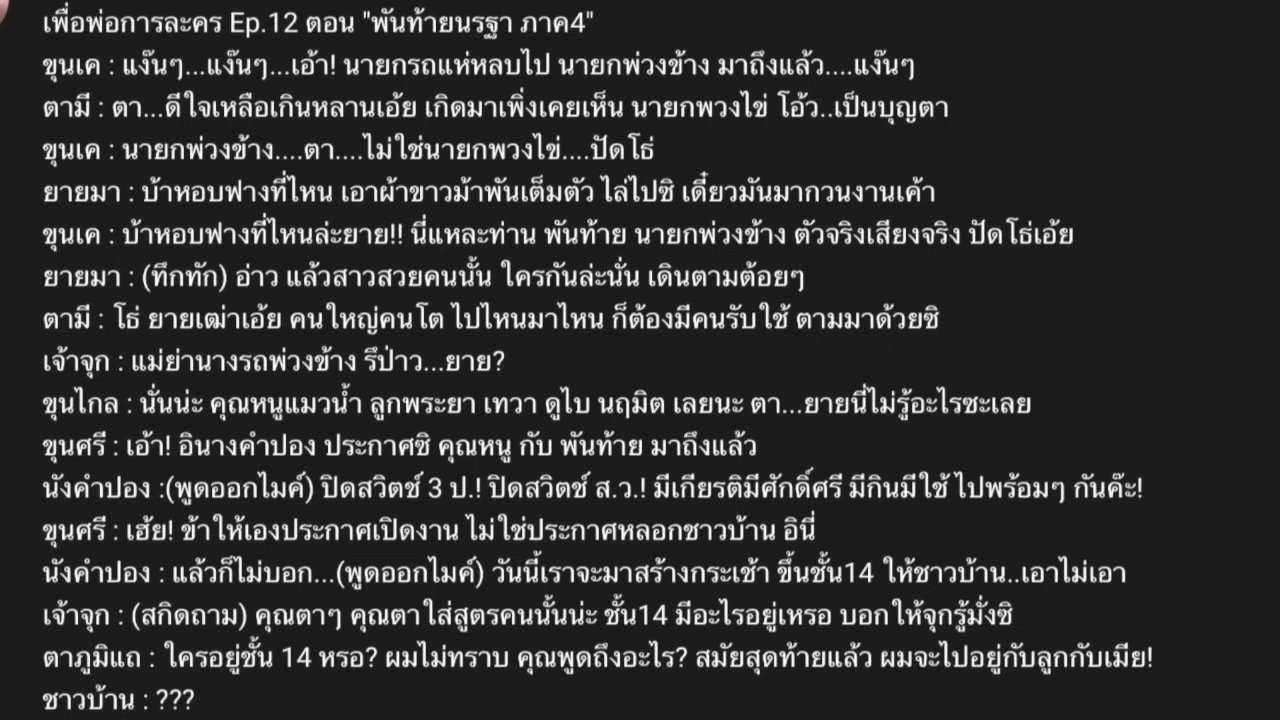 เพื่อพ่อการละคร Ep.12 ตอน "พันท้ายนรฐา ภาค4"
ขุนเค : แง๊นๆ...แง๊นๆ...เอ้า! นายกรถแห่หลบไป นายกพ่วงข้าง มาถึงแล้ว....แง๊นๆ
ตามี : ตา...ดีใจเหลือเกินหลานเอ้ย เกิดมาเพิ่งเคยเห็น นายกพวงไข่ โอ้ว..เป็นบุญตา
ขุนเค : นายกพ่วงข้าง....ตา....ไม่ใช่นายกพวงไข่....ปัดโธ่
ยายมา : บ้าหอบฟางที่ไหน เอาผ้าขาวม้าพันเต็มตัว ไล่ไปซิ เดี๋ยวมันมากวนงานเค้า
ขุนเค : บ้าหอบฟางที่ไหนล่ะยาย!! นี่แหละท่าน พันท้าย นายกพ่วงข้าง ตัวจริงเสียงจริง ปัดโธ่เอ้ย
ยายมา : (ทึกทัก) อ่าว แล้วสาวสวยคนนั้น ใครกันล่ะนั่น เดินตามต้อยๆ
ตามี : โธ่ ยายเฒ่าเอ้ย คนใหญ่คนโต ไปไหนมาไหน ก็ต้องมีคนรับใช้ ตามมาด้วยชิ
เจ้าจุก : แม่ย่านางรถพ่วงข้าง รึป่าว...ยาย?
ขุนไกล : นั่นน่ะ คุณหนูแมวน้ำ ลูกพระยา เทวา ดูไบ นฤมิต เลยนะ ตา...ยายนี่ไม่รู้อะไรซะเลย
ขุนศรี : เอ้า! อินางคำปอง ประกาศซิ คุณหนู กับ พันท้าย มาถึงแล้ว
นังคำปอง :(พูดออกไมค์) ปิดสวิตช์ 3 ป.! ปิดสวิตช์ ส.ว.! มีเกียรติมีศักดิ์ศรี มีกินมีใช้ ไปพร้อมๆ กันค๊ะ!
ขุนศรี : เฮ้ย! ข้าให้เองประกาศเปิดงาน ไม่ใช่ประกาศหลอกชาวบ้าน อินี่
นังคำปอง : แล้วก็ไม่บอก...(พูดออกไมค์) วันนี้เราจะมาสร้างกระเช้า ขึ้นชั้น14 ให้ชาวบ้าน..เอาไม่เอา
เจ้าจุก : (สกิดถาม) คุณตาๆ คุณตาใส่สูตรคนนั้นน่ะ ชั้น14 มีอะไรอยู่เหรอ บอกให้จุกรู้มั่งซิ
ตาภูมิแถ : ใครอยู่ชั้น 14 หรอ? ผมไม่ทราบ คุณพูดถึงอะไร? สมัยสุดท้ายแล้ว ผมจะไปอยู่กับลูกกับเมีย!
ชาวบ้าน : ???